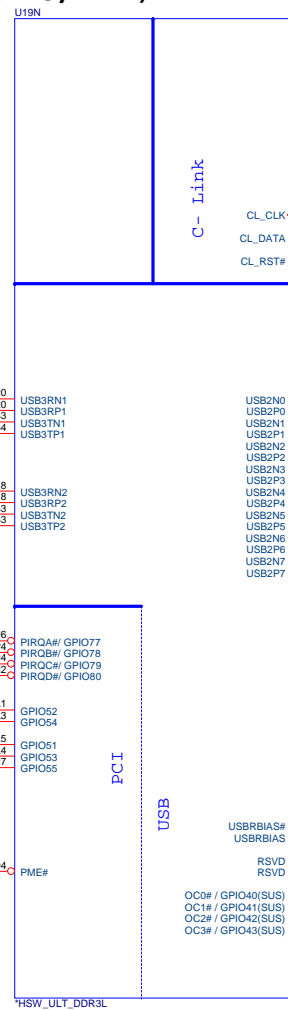 U19N
C- Link
CL_CLK
CL_DATA
CL_RST#
USB3RN1
USB3RP1
USB3TN1
USB3TP1
USB3RN2
USB3RP2
USB3TN2
USB3TP2
USB2N0
USB2P0
USB2N1
USB2P1
USB2N2
USB2P2
USB2N3
USB2P3
USB2N4
USB2P4
USB2N5
USB2P5
USB2N6
USB2P6
USB2N7
USB2P7
PIRQA#/ GPIO77
PIRQB#/ GPIO78
PIRQC#/ GPIO79
PIRQD#/ GPIO80
GPIO52
GPIO54
GPIO51
GPIO53
GPIO55
PCI
USB
PME#
USBRBIAS#
USBRBIAS
RSVD
RSVD
OC0# / GPIO40(SUS)
OC1# / GPIO41(SUS)
OC2# / GPIO42(SUS)
OC3# / GPIO43(SUS)
*HSW_ULT_DDR3L